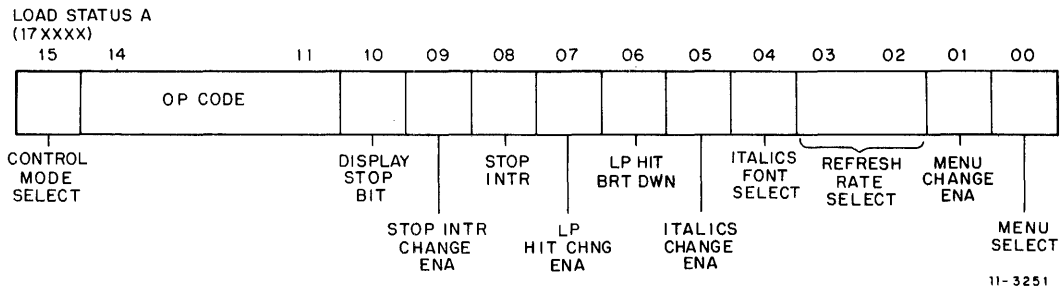 LOAD STATUS A
(17XXXX)
15 14 11 10 09 08 07 06 05 04 03 02 01 00
OP CODE
CONTROL
MODE
SELECT
DISPLAY
STOP
BIT
STOP INTR
CHANGE
ENA
STOP
INTR
LP
HIT CHNG
ENA
LP HIT
BRT DWN
ITALICS
CHANGE
ENA
ITALICS
FONT
SELECT
REFRESH
RATE
SELECT
MENU
CHANGE
ENA
MENU
SELECT
11-3251